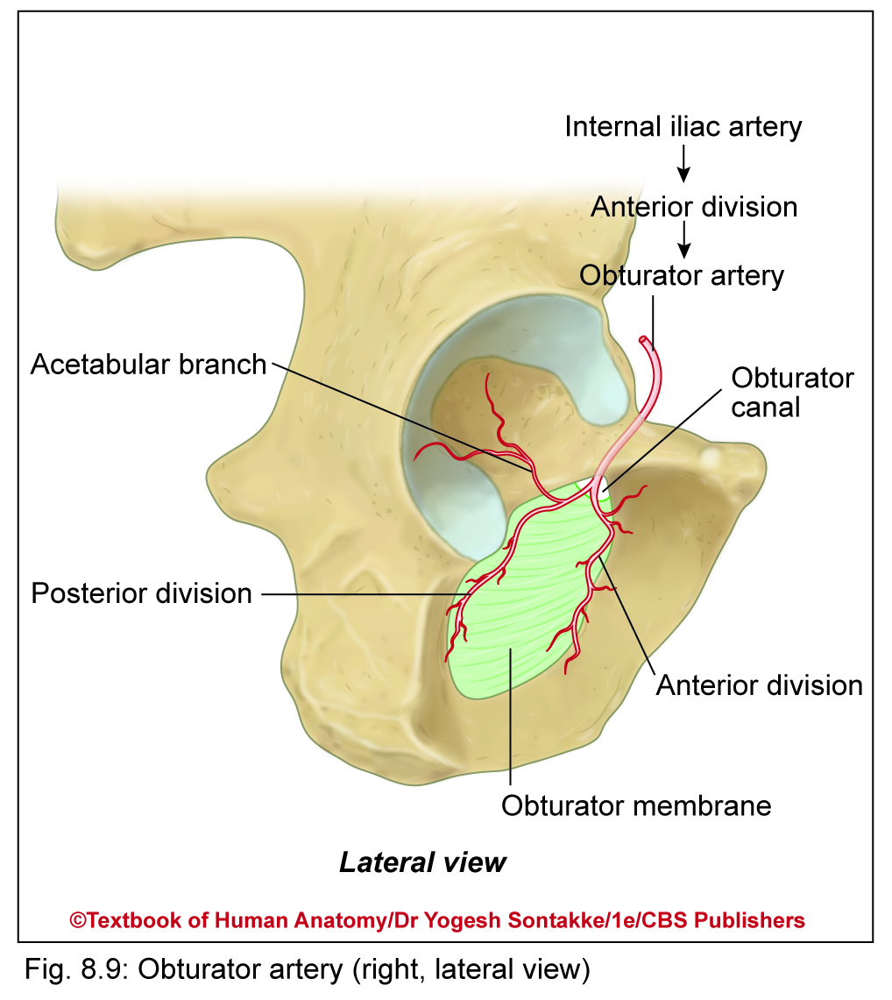 Internal iliac artery
Anterior division
Obturator artery
Acetabular branch
Obturator
canal
Posterior division
Anterior division
Obturator membrane
Lateral view
©Textbook of Human Anatomy/Dr Yogesh Sontakke/1e/CBS Publishers
Fig. 8.9: Obturator artery (right, lateral view)